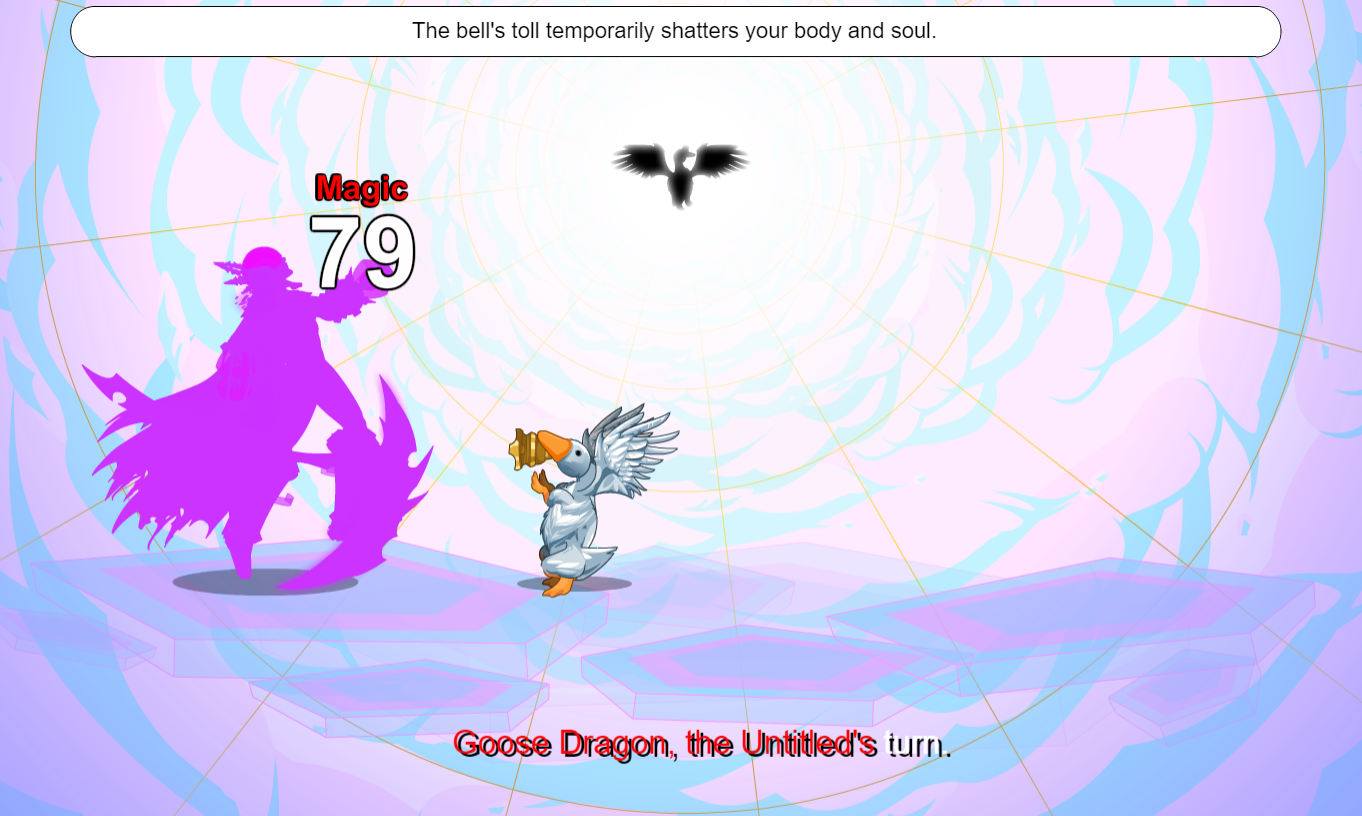 The bell's toll temporarily shatters your body and soul.
Magic
79
Goose Dragon, the Untitled's turn.